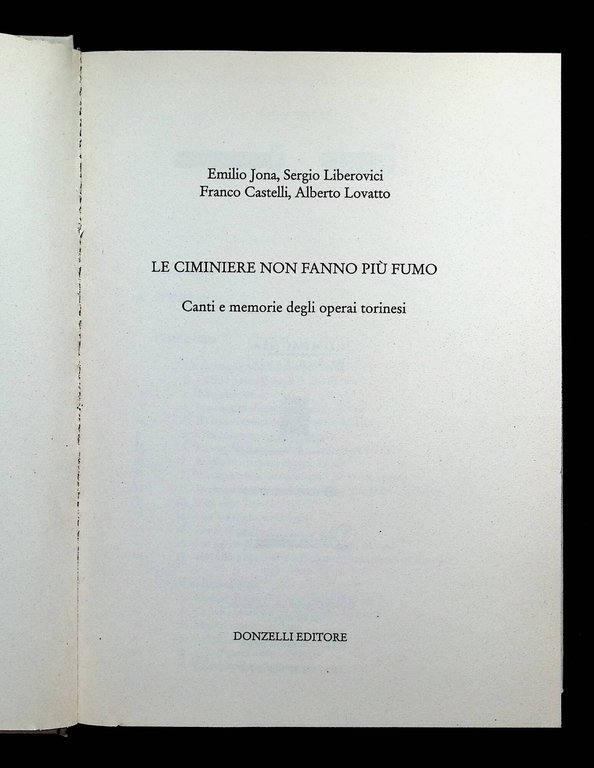 Emilio Jona, Sergio Liberovici
Franco Castelli, Alberto Lovatto
LE CIMINIERE NON FANNO PIÙ FUMO
Canti e memorie degli operai torinesi
DONZELLI EDITORE